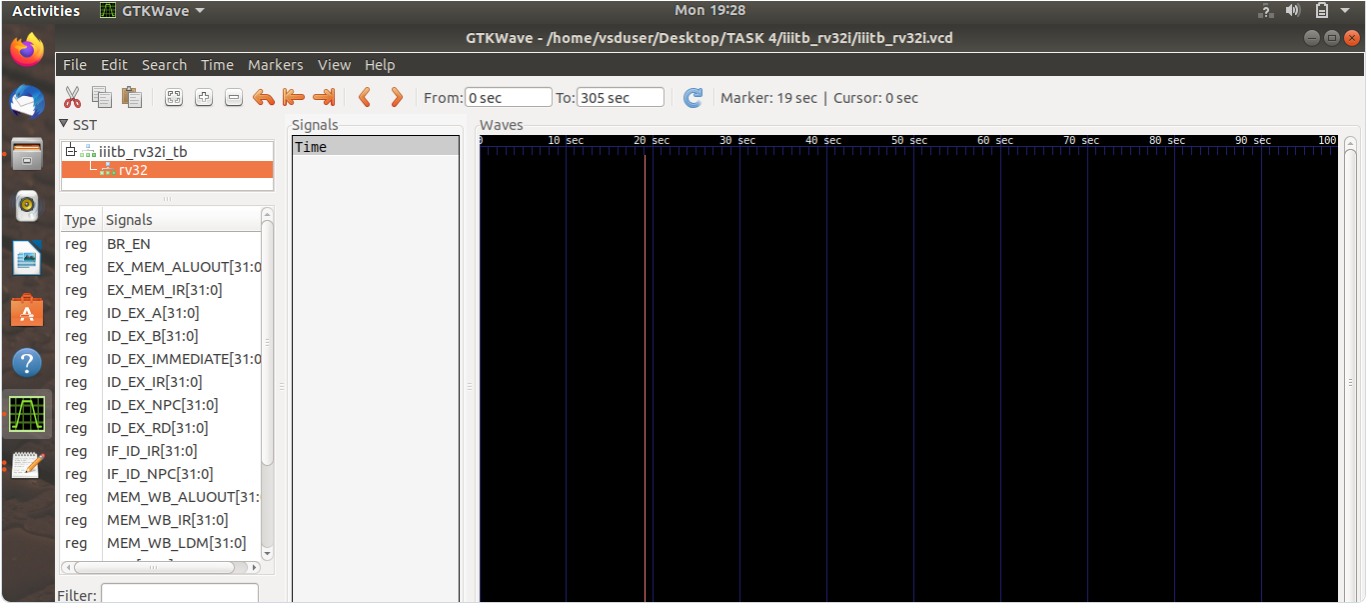 Activities GTKWave Mon 19:28
GTKWave - /home/vsduser/Desktop/TASK 4/iiitb_rv32i/iiitb_rv32i.vcd
File Edit Search Time Markers View Help
From: 0 sec To: 305 sec Marker: 19 sec | Cursor: 0 sec
SST
iiitb_rv32i_tb
rv32
Type Signals
reg BR_EN
reg EX_MEM_ALUOUT[31:0
reg EX_MEM_IR[31:0]
reg ID_EX_A[31:0]
reg ID_EX_B[31:0]
reg ID_EX_IMMEDIATE[31:0
reg ID_EX_IR[31:0]
reg ID_EX_NPC[31:0]
reg ID_EX_RD[31:0]
reg IF_ID_IR[31:0]
reg IF_ID_NPC[31:0]
reg MEM_WB_ALUOUT[31:
reg MEM_WB_IR[31:0]
reg MEM_WB_LDM[31:0]
Filter:
Signals
Time
Waves
0 10 sec 20 sec 30 sec 40 sec 50 sec 60 sec 70 sec 80 sec 90 sec 100